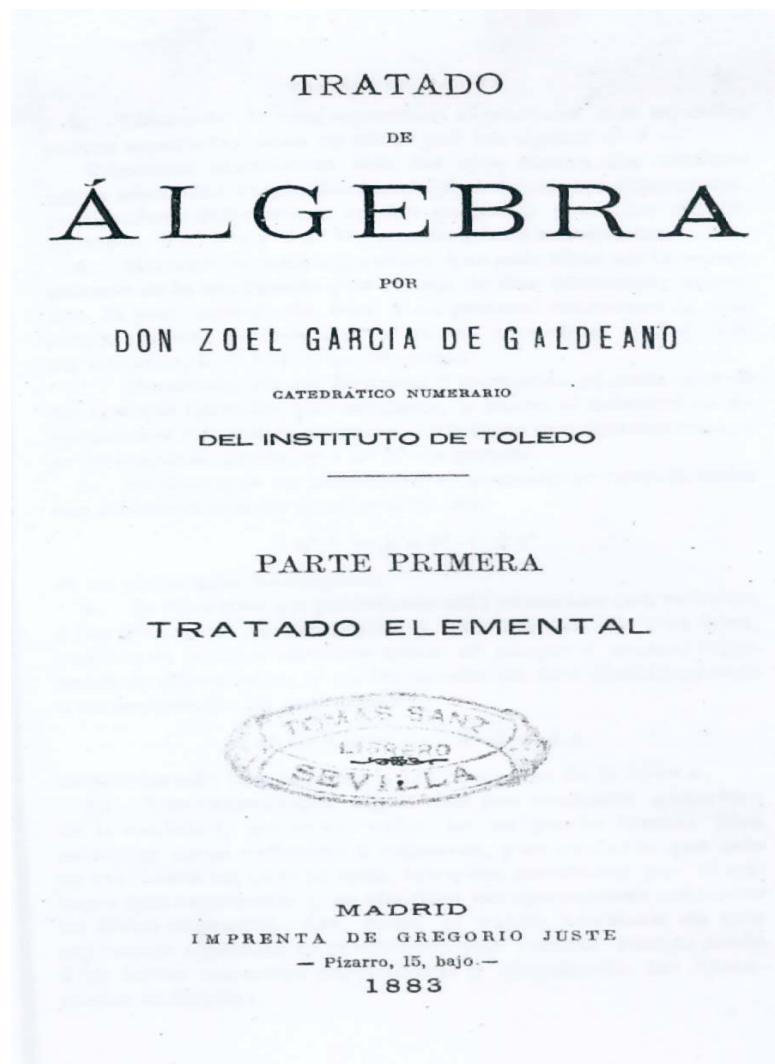 TRATADO
DE
ÁLGEBRA
POR
DON ZOEL GARCIA DE GALDEANO
CATEDRÁTICO NUMERARIO
DEL INSTITUTO DE TOLEDO
PARTE PRIMERA
TRATADO ELEMENTAL
TOMAS SANZ
LIBRERO
SEVILLA
MADRID
IMPRENTA DE GREGORIO JUSTE
— Pizarro, 15, bajo.—
1883